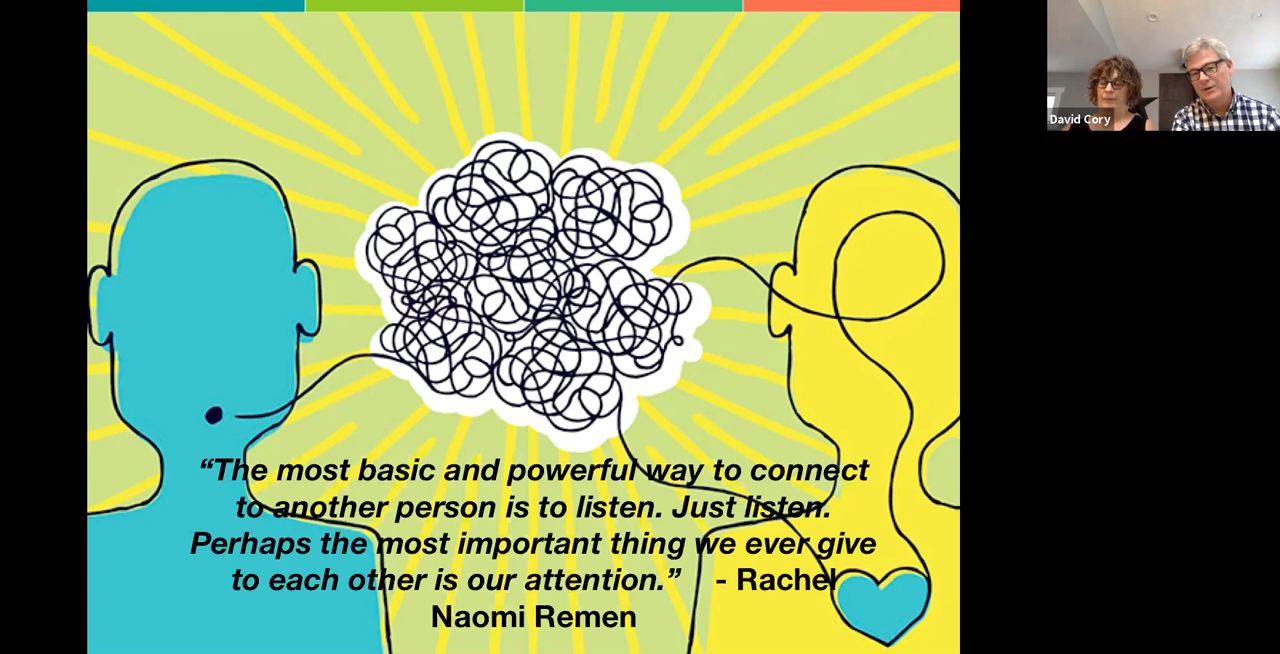 David Cory
“The most basic and powerful way to connect
to another person is to listen. Just listen.
Perhaps the most important thing we ever give
to each other is our attention.” - Rachel
Naomi Remen